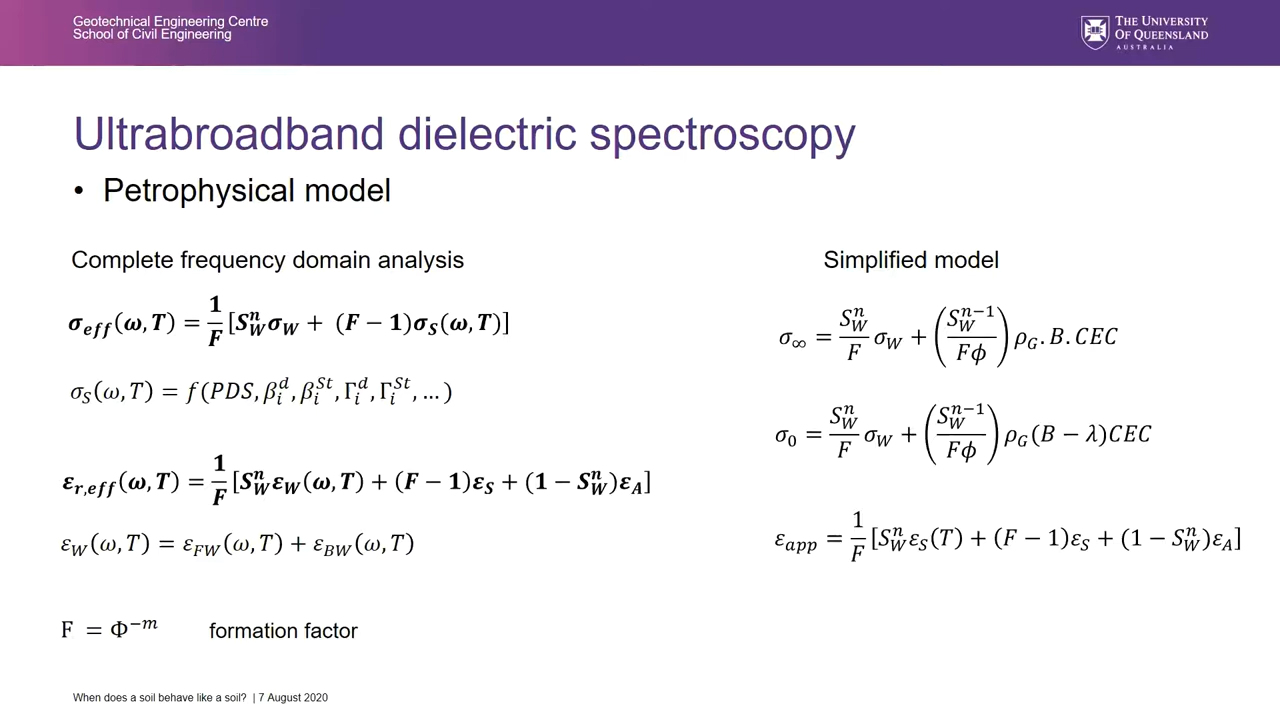 Geotechnical Engineering Centre
School of Civil Engineering
THE UNIVERSITY
OF QUEENSLAND
AUSTRALIA
Ultrabroadband dielectric spectroscopy
• Petrophysical model
Complete frequency domain analysis
σ_eff(ω, T) = 1/F [S_W^n σ_W + (F − 1)σ_S(ω, T)]
σ_S(ω, T) = f(PDS, β_i^d, β_i^St, Γ_i^d, Γ_i^St, … )
ε_r,eff(ω, T) = 1/F [S_W^n ε_W(ω, T) + (F − 1)ε_S + (1 − S_W^n)ε_A]
ε_W(ω, T) = ε_FW(ω, T) + ε_BW(ω, T)
F = Φ^−m formation factor
Simplified model
σ_∞ = S_W^n/F σ_W + (S_W^n−1/Fϕ) ρ_G. B. CEC
σ_0 = S_W^n/F σ_W + (S_W^n−1/Fϕ) ρ_G(B − λ)CEC
ε_app = 1/F [S_W^n ε_S(T) + (F − 1)ε_S + (1 − S_W^n)ε_A]
When does a soil behave like a soil? | 7 August 2020